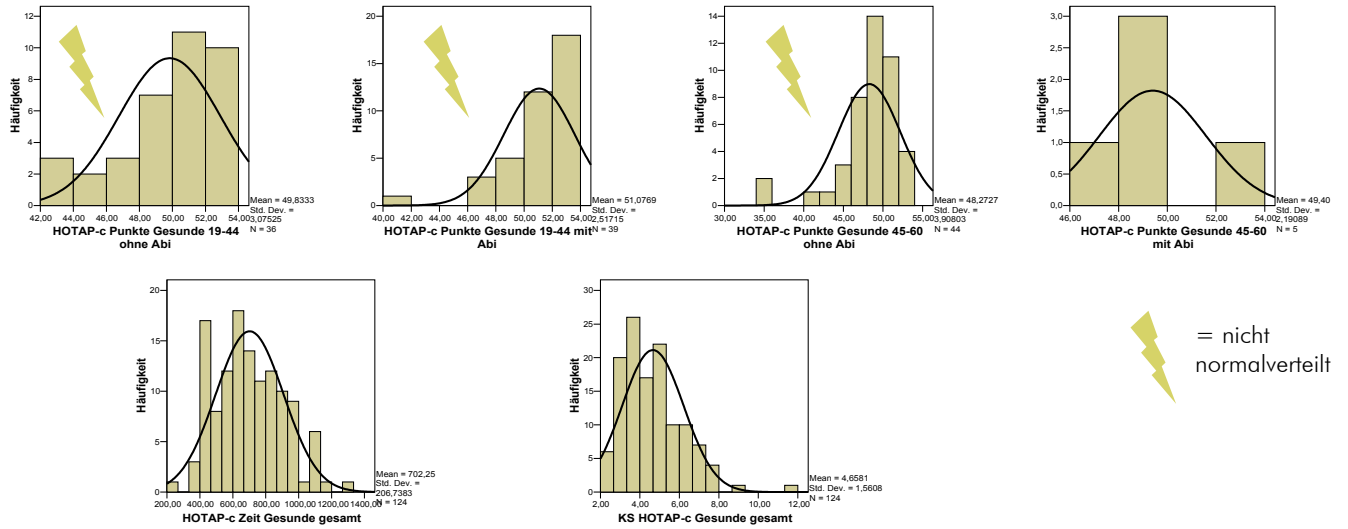 Häufigkeit
12
10
8
6
4
2
0
42,00 44,00 46,00 48,00 50,00 52,00 54,00
HOTAP-c Punkte Gesunde 19-44
ohne Abi
Mean = 49,8333
Std. Dev. =
3,07525
N = 36
Häufigkeit
20
15
10
5
0
40,00 42,00 44,00 46,00 48,00 50,00 52,00 54,00
HOTAP-c Punkte Gesunde 19-44 mit
Abi
Mean = 51,0769
Std. Dev. =
2,51715
N = 39
Häufigkeit
14
12
10
8
6
4
2
0
30,00 35,00 40,00 45,00 50,00 55,00
HOTAP-c Punkte Gesunde 45-60
ohne Abi
Mean = 48,2727
Std. Dev. =
3,90803
N = 44
Häufigkeit
3,0
2,5
2,0
1,5
1,0
0,5
0,0
46,00 48,00 50,00 52,00 54,00
HOTAP-c Punkte Gesunde 45-60
mit Abi
Mean = 49,40
Std. Dev. =
2,19089
N = 5
Häufigkeit
20
15
10
5
0
200,00 400,00 600,00 800,00 1000,00 1200,00 1400,00
HOTAP-c Zeit Gesunde gesamt
Mean = 702,25
Std. Dev. =
206,7383
N = 124
Häufigkeit
30
25
20
15
10
5
0
2,00 4,00 6,00 8,00 10,00 12,00
KS HOTAP-c Gesunde gesamt
Mean = 4,6581
Std. Dev. = 1,5608
N = 124
= nicht
normalverteilt